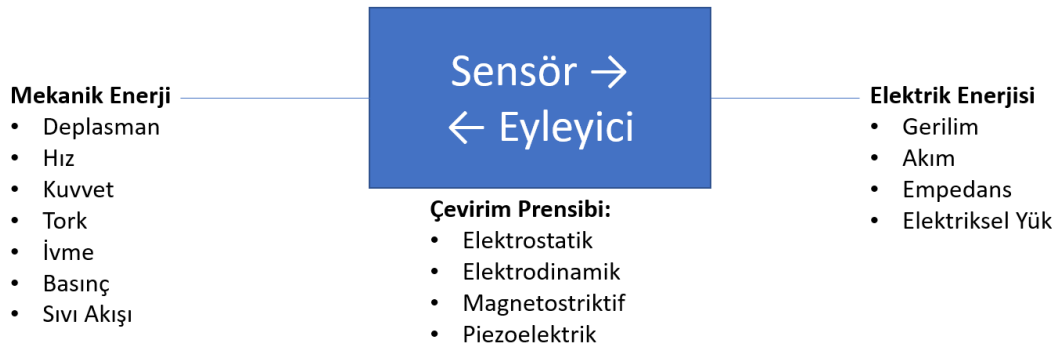 Sensör →
← Eyleyici
Mekanik Enerji
• Deplasman
• Hız
• Kuvvet
• Tork
• İvme
• Basınç
• Sıvı Akışı
Çevirim Prensibi:
• Elektrostatik
• Elektrodinamik
• Magnetostriktif
• Piezoelektrik
Elektrik Enerjisi
• Gerilim
• Akım
• Empedans
• Elektriksel Yük